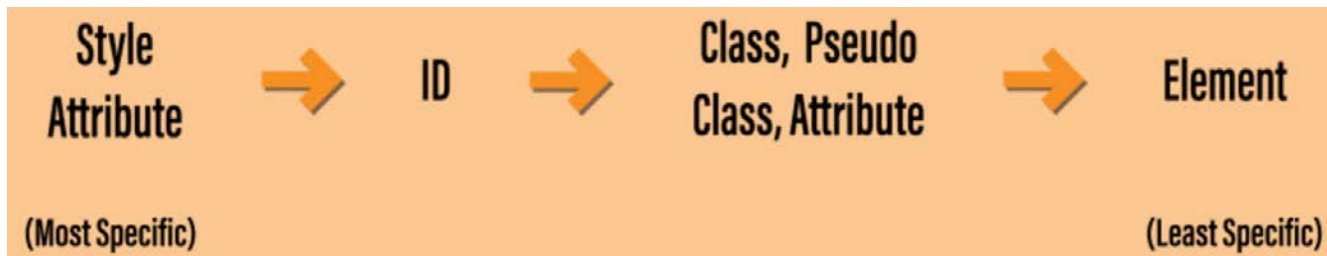 Style
Attribute
ID
Class, Pseudo
Class, Attribute
Element
(Most Specific)
(Least Specific)